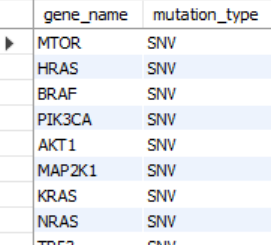 gene_name mutation_type
MTOR SNV
HRAS SNV
BRAF SNV
PIK3CA SNV
AKT1 SNV
MAP2K1 SNV
KRAS SNV
NRAS SNV